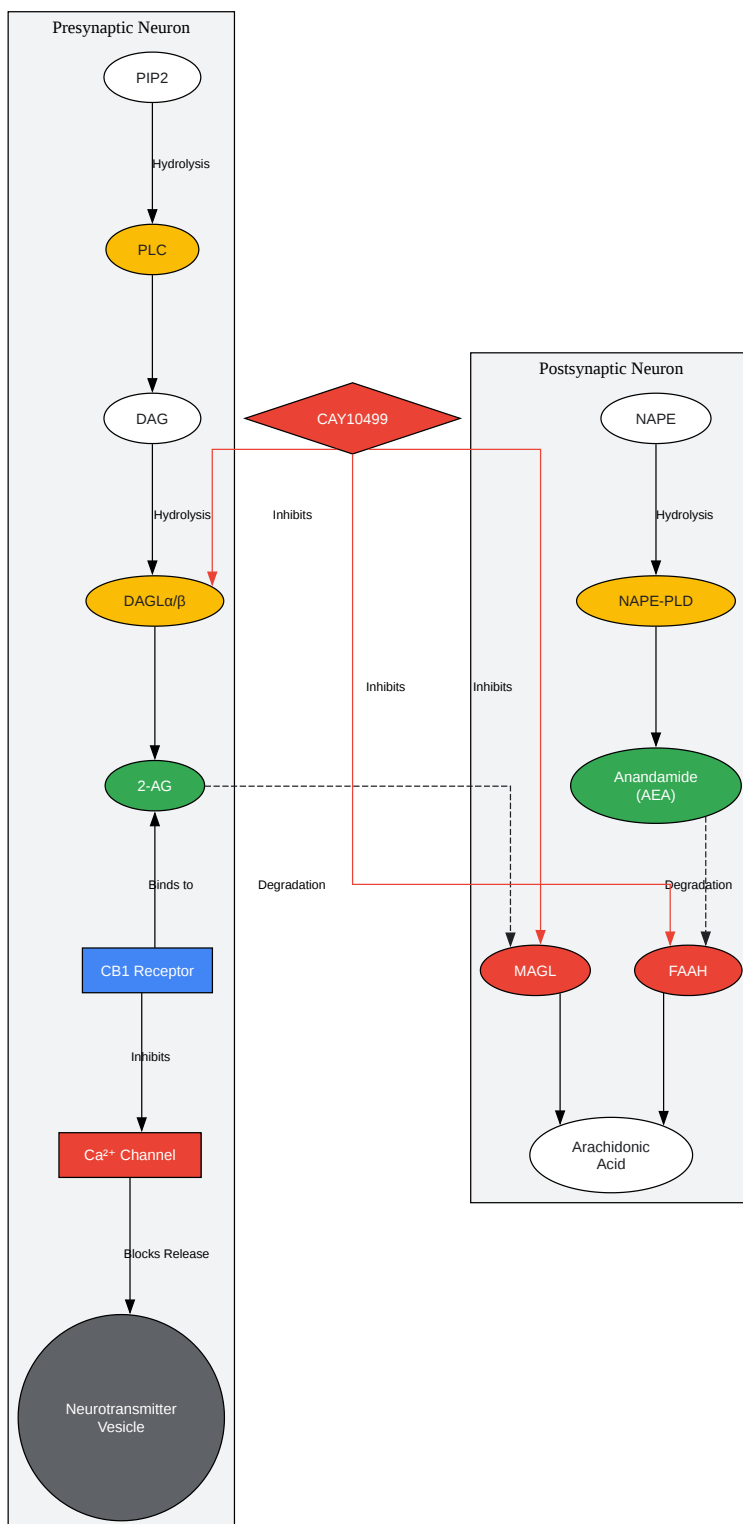 Presynaptic Neuron
PIP2
Hydrolysis
PLC
DAG
Hydrolysis
DAGLα/β
2-AG
Binds to
CB1 Receptor
Inhibits
Ca²⁺ Channel
Blocks Release
Neurotransmitter
Vesicle
CAY10499
Inhibits
Inhibits
Inhibits
Degradation
Postsynaptic Neuron
NAPE
Hydrolysis
NAPE-PLD
Anandamide
(AEA)
Degradation
MAGL
FAAH
Arachidonic
Acid